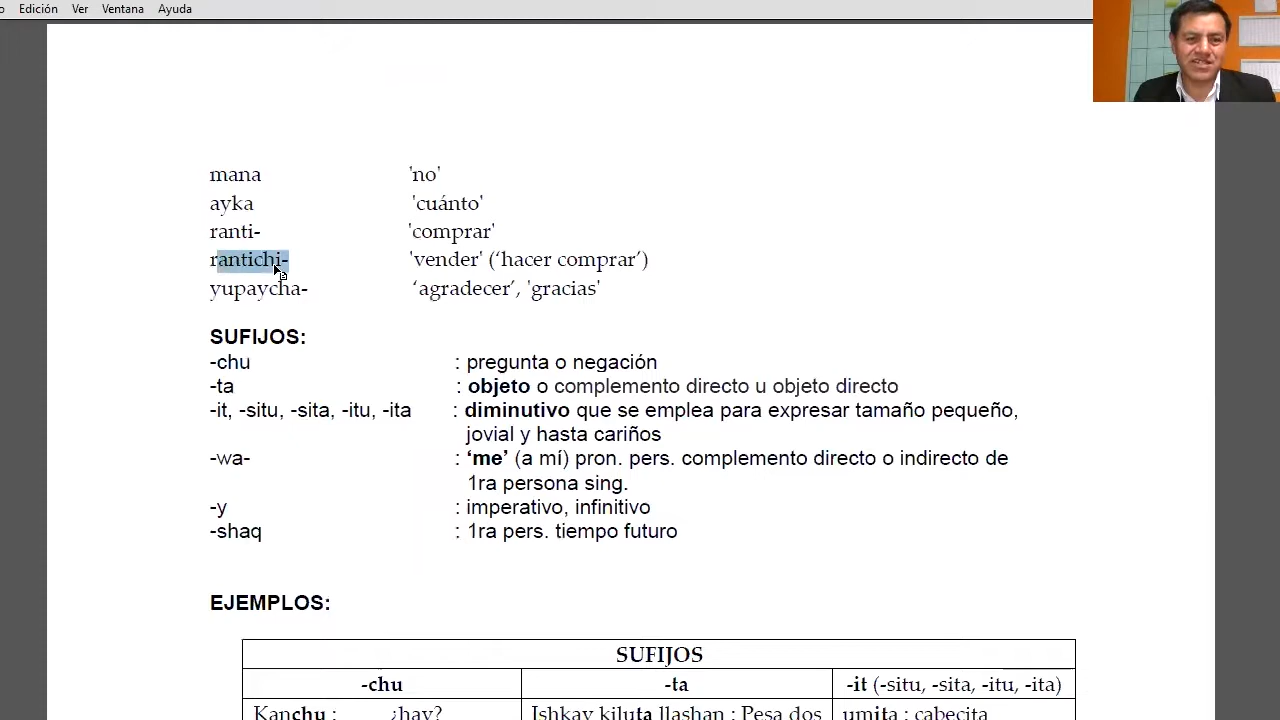 Edición Ver Ventana Ayuda
mana 'no'
ayka 'cuánto'
ranti- 'comprar'
rantichi- 'vender' (‘hacer comprar’)
yupaycha- ‘agradecer’, 'gracias'
SUFIJOS:
-chu : pregunta o negación
-ta : objeto o complemento directo u objeto directo
-it, -situ, -sita, -itu, -ita : diminutivo que se emplea para expresar tamaño pequeño,
jovial y hasta cariños
-wa- : ‘me’ (a mí) pron. pers. complemento directo o indirecto de
1ra persona sing.
-y : imperativo, infinitivo
-shaq : 1ra pers. tiempo futuro
EJEMPLOS:
SUFIJOS
-chu -ta -it (-situ, -sita, -itu, -ita)
Kanchu : ¿hay? Ishkay kiluta llashan : Pesa dos umita : cabecita